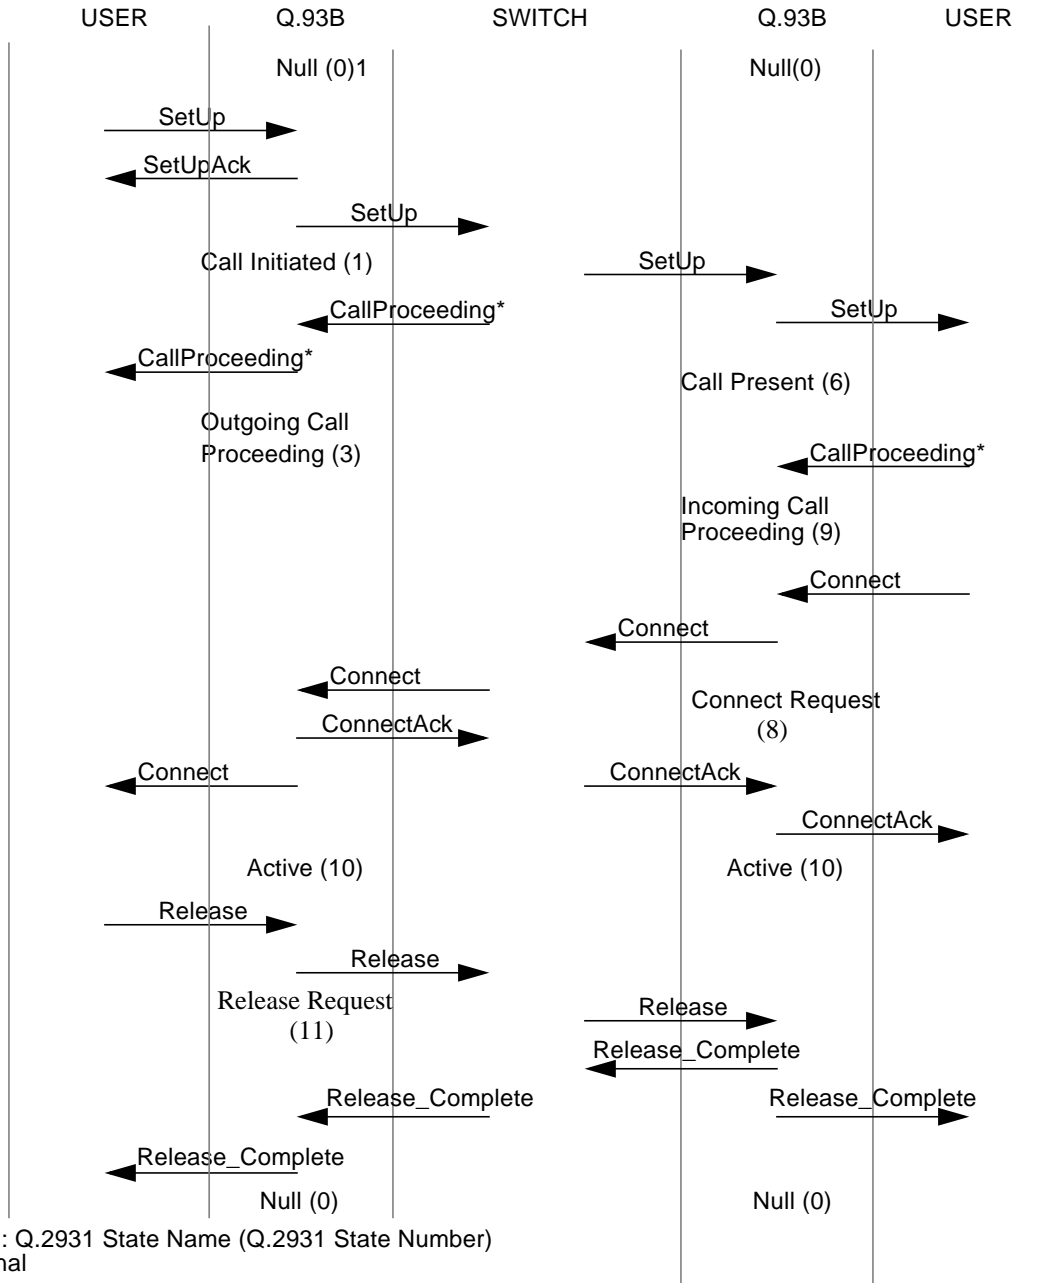 USER Q.93B SWITCH Q.93B USER
Null (0)1 Null(0)
SetUp
SetUpAck
SetUp
Call Initiated (1) SetUp
CallProceeding* SetUp
CallProceeding*
Call Present (6)
Outgoing Call
Proceeding (3) CallProceeding*
Incoming Call
Proceeding (9)
Connect
Connect
Connect
Connect Request
ConnectAck (8)
Connect ConnectAck
ConnectAck
Active (10) Active (10)
Release
Release
Release Request Release
(11)
Release_Complete
Release_Complete Release_Complete
Release_Complete
Null (0) Null (0)
: Q.2931 State Name (Q.2931 State Number)
nal